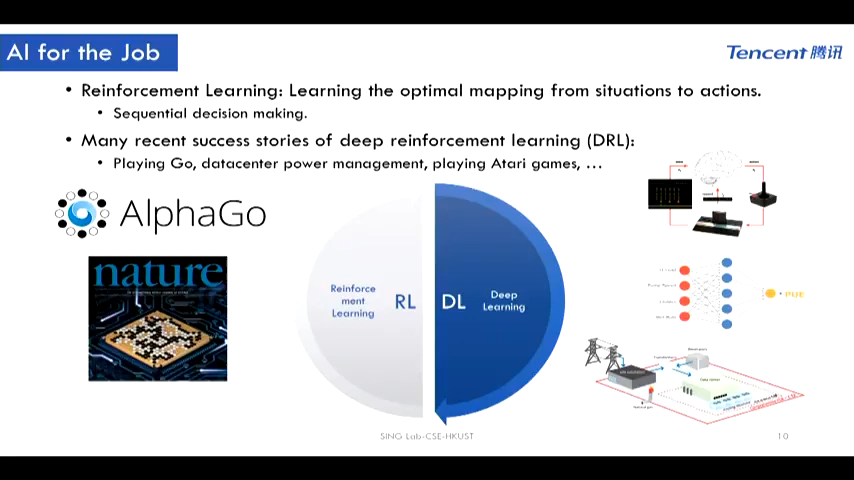 AI for the Job
Tencent 腾讯
• Reinforcement Learning: Learning the optimal mapping from situations to actions.
• Sequential decision making.
• Many recent success stories of deep reinforcement learning (DRL):
• Playing Go, datacenter power management, playing Atari games, …
AlphaGo
nature
Reinforce
ment
Learning
RL
DL
Deep
Learning
PUE
SING Lab-CSE-HKUST
10